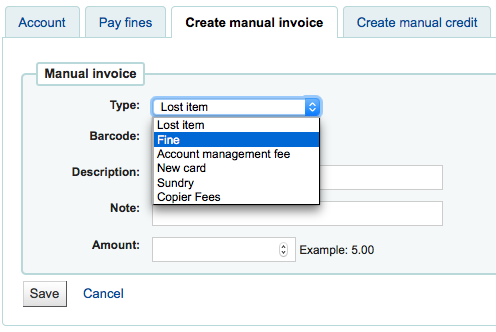 Account Pay fines Create manual invoice Create manual credit
Manual invoice
Type: Lost item
Lost item
Barcode:
Fine
Account management fee
New card
Description:
Sundry
Copier Fees
Note:
Amount: Example: 5.00
Save Cancel